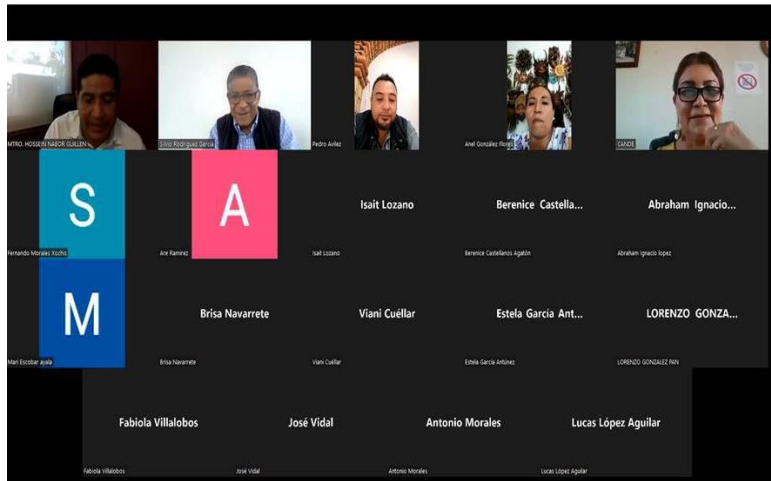 MTRO. HOSSEIN NABOR GUILLEN
Silvio Rodriguez Garcia
Pedro Avilez
Anel González Flores
CANDE
S
A
Isait Lozano
Berenice Castella...
Abraham Ignacio...
Fernando Morales Xochis
Are Ramirez
Isait Lozano
Berenice Castellanos Agatón
Abraham Ignacio lopez
M
Brisa Navarrete
Viani Cuéllar
Estela García Ant...
LORENZO GONZA...
Mari Escobar ayala
Brisa Navarrete
Viani Cuéllar
Estela García Antúnez
LORENZO GONZALEZ PAN
Fabiola Villalobos
José Vidal
Antonio Morales
Lucas López Aguilar
Fabiola Villalobos
José Vidal
Antonio Morales
Lucas López Aguilar